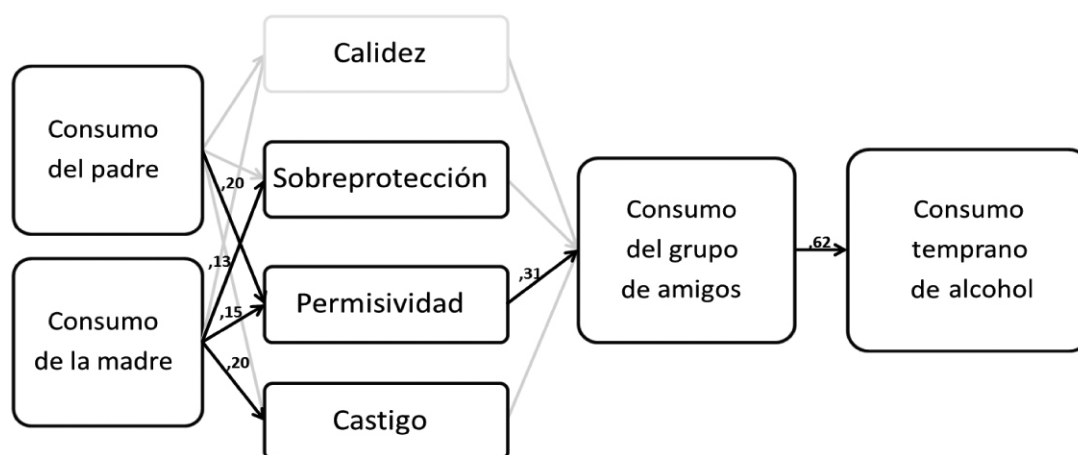 Consumo
del padre
Consumo
de la madre
,20
,13
,15
,20
Calidez
Sobreprotección
Permisividad
Castigo
,31
Consumo
del grupo
de amigos
,62
Consumo
temprano
de alcohol